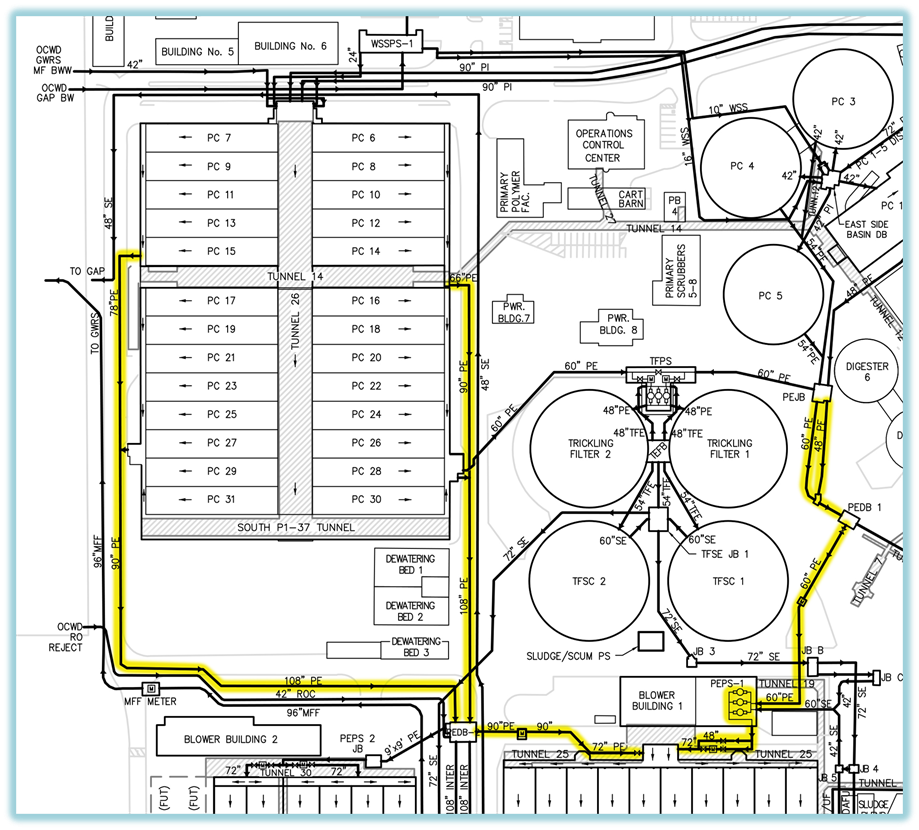 BUILD
BUILDING No. 5
BUILDING No. 6
WSSPS-1
24"
OCWD
GWRS
MF BWW
42"
OCWD
GAP BW
90" PI
90" PI
10" WSS
16" WSS
PC 3
PC 4
42"
42"
42"
42"
72"
PC 1-5 DIS
PC 1
EAST SIDE
BASIN DB
42" PI
54" PI
48"
TUNNEL 12
PC 7
PC 6
PC 9
PC 8
PC 11
PC 10
PC 13
PC 12
PC 15
PC 14
48" SE
OPERATIONS
CONTROL
CENTER
PRIMARY
POLYMER
FAC.
CART
BARN
TUNNEL 27
PB
4
TUNNEL 14
PRIMARY
SCRUBBERS
5-8
PC 5
54"PE
TO GAP
78"PE
TO GWRS
TUNNEL 14
TUNNEL 26
66"PE
PC 17
PC 16
PC 19
PC 18
PC 21
PC 20
PC 23
PC 22
PC 25
PC 24
PC 27
PC 26
PC 29
PC 28
PC 31
PC 30
SOUTH P1-37 TUNNEL
90" PE
48" SE
60" PE
PWR.
BLDG.7
PWR.
BLDG. 8
60" PE
TFPS
60" PE
PEJB
DIGESTER
6
48"PE
48"PE
48"TFE
48"TFE
TEFB
TRICKLING
FILTER 2
TRICKLING
FILTER 1
60" PE
48" PE
54"TFE
54"TFE
54"TFE
60"SE
60"SE
TFSE JB 1
PEDB 1
TFSC 2
TFSC 1
60" PE
TUNNEL 7
90" PE
96"MFF
DEWATERING
BED 1
DEWATERING
BED 2
DEWATERING
BED 3
108" PE
72" SE
72"SE
SLUDGE/SCUM PS
JB 3
72" SE
JB B
JB C
OCWD
RO
REJECT
108" PE
42" ROC
96"MFF
M
MFF METER
PEPS-1
TUNNEL 19
BLOWER
BUILDING 1
60"PE
60"SE
42"
72" SE
42" SE
BLOWER BUILDING 2
PEPS 2
JB
9'x9' PE
90"PE
M
90"
72" PE
48"
TUNNEL 25
TUNNEL 25
72"
TUNNEL 30
72"
72" SE
108" INTER
108" INTER
JB 5
JB 4
TUNNEL
(FUT)
(FUT)
SLUDGE